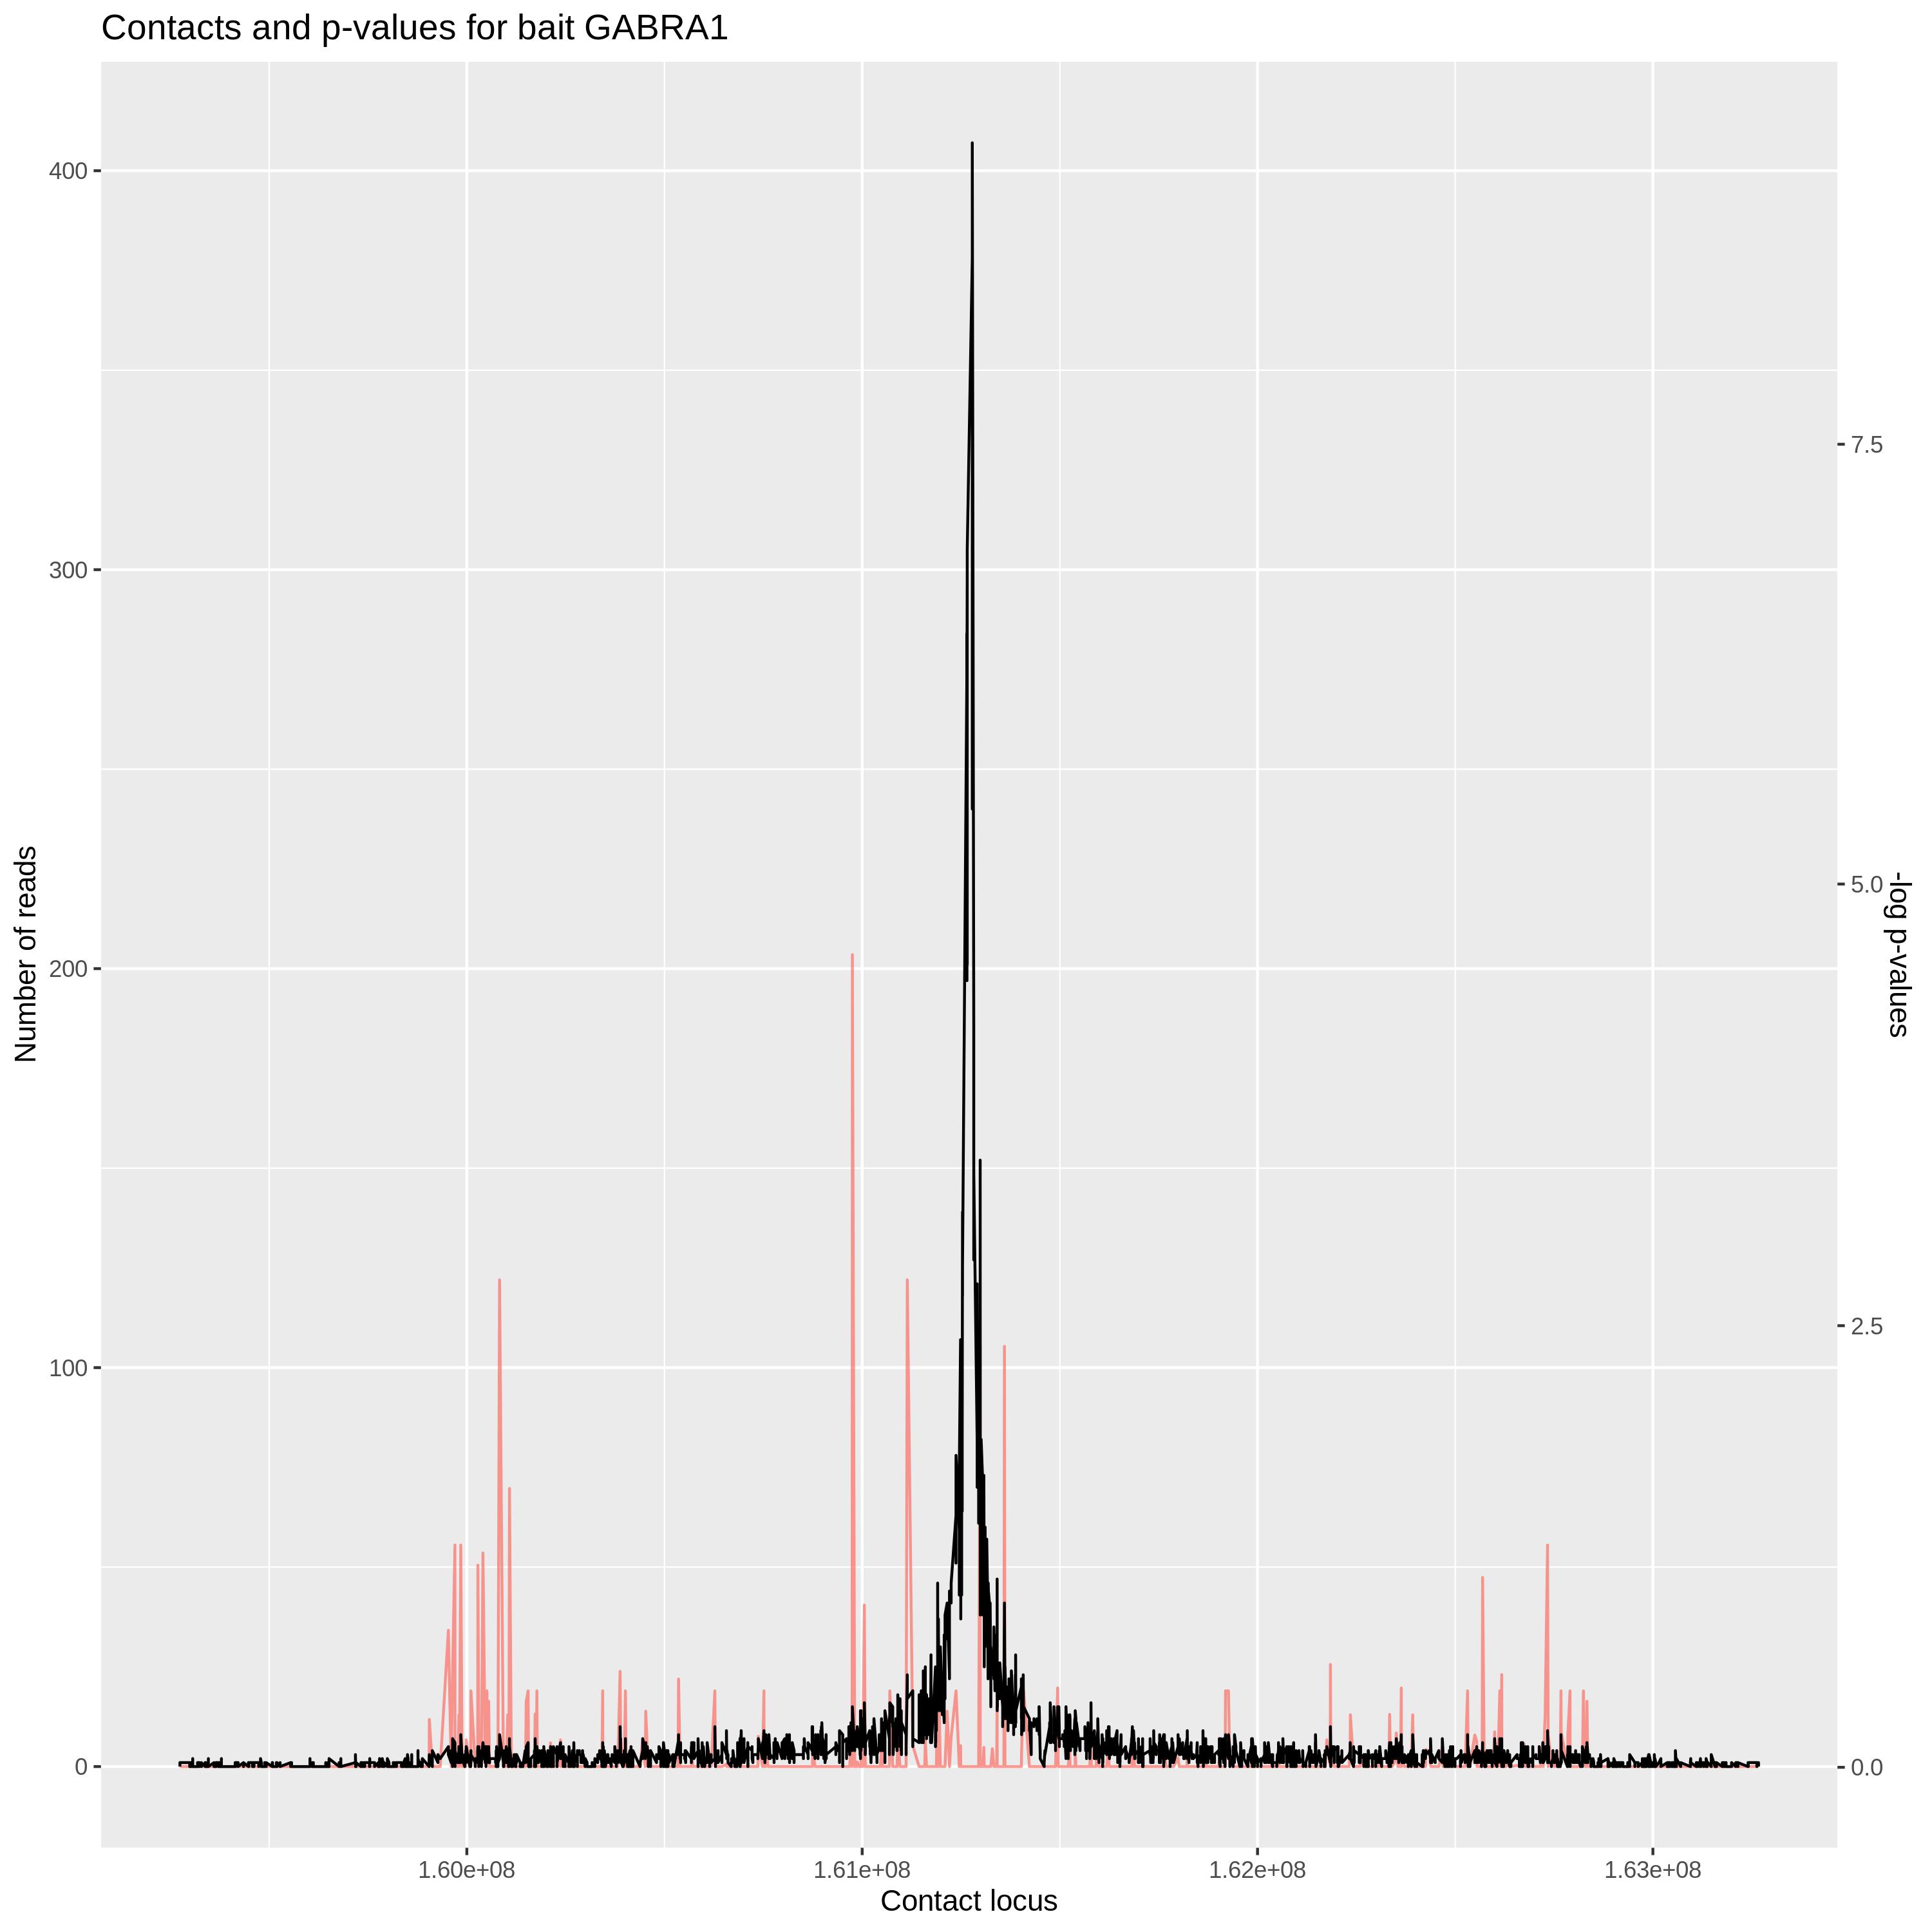 Contacts and p-values for bait GABRA1
400
300
200
100
0
Number of reads
7.5
5.0
2.5
0.0
-log p-values
1.60e+08
1.61e+08
1.62e+08
1.63e+08
Contact locus